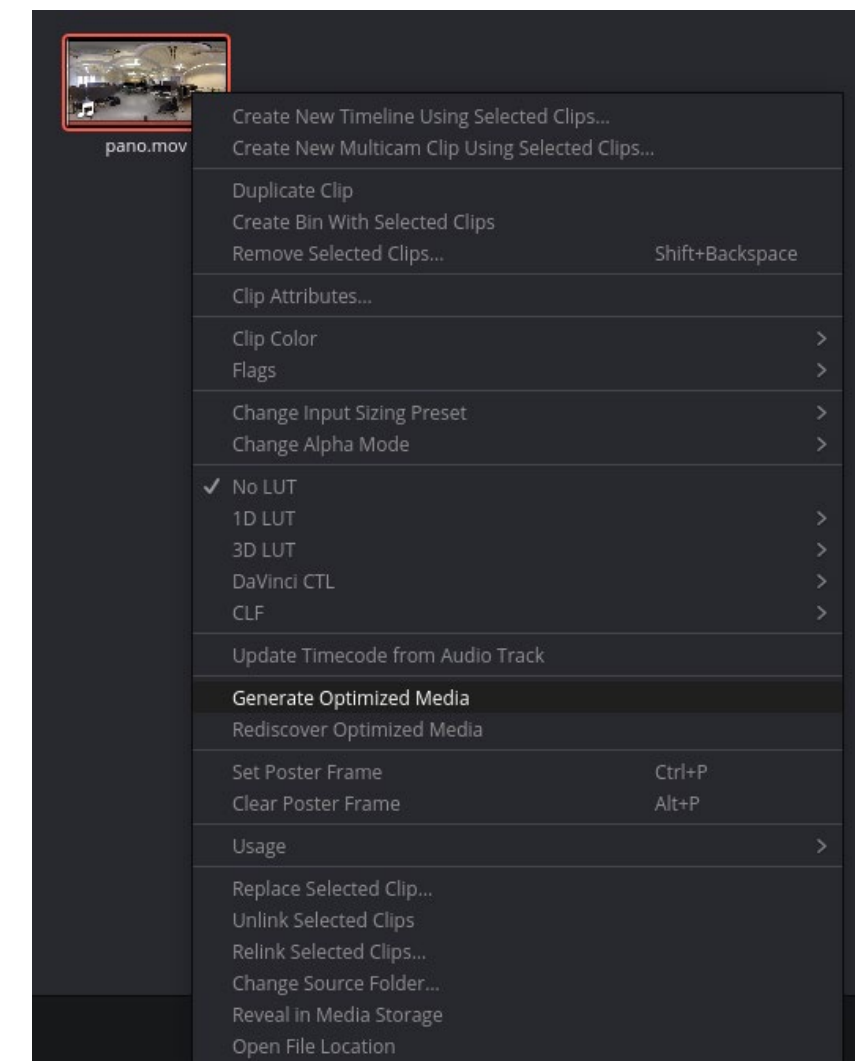 pano.mov
Create New Timeline Using Selected Clips...
Create New Multicam Clip Using Selected Clips...
Duplicate Clip
Create Bin With Selected Clips
Remove Selected Clips... Shift+Backspace
Clip Attributes...
Clip Color
Flags
Change Input Sizing Preset
Change Alpha Mode
No LUT
1D LUT
3D LUT
DaVinci CTL
CLF
Update Timecode from Audio Track
Generate Optimized Media
Rediscover Optimized Media
Set Poster Frame Ctrl+P
Clear Poster Frame Alt+P
Usage
Replace Selected Clip...
Unlink Selected Clips
Relink Selected Clips...
Change Source Folder...
Reveal in Media Storage
Open File Location